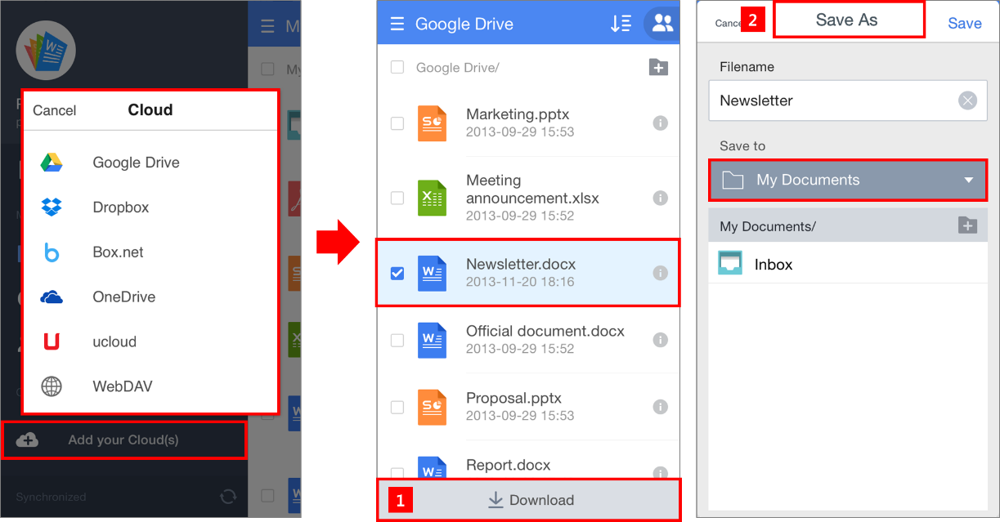 Cancel
Cloud
Google Drive
Dropbox
Box.net
OneDrive
ucloud
WebDAV
Add your Cloud(s)
Synchronized
Google Drive
Google Drive/
Marketing.pptx
2013-09-29 15:53
Meeting
announcement.xlsx
2013-09-29 15:52
Newsletter.docx
2013-11-20 18:16
Official document.docx
2013-09-29 15:52
Proposal.pptx
2013-09-29 15:53
Report.docx
1
Download
2
Save As
Save
Filename
Newsletter
Save to
My Documents
My Documents/
Inbox